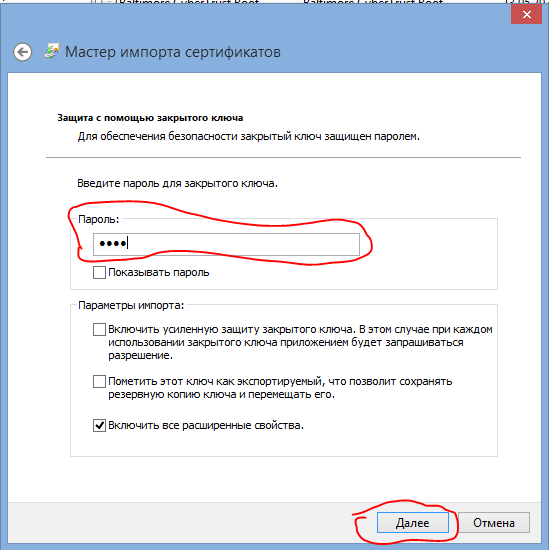 Мастер импорта сертификатов
Защита с помощью закрытого ключа
Для обеспечения безопасности закрытый ключ защищен паролем.
Введите пароль для закрытого ключа.
Пароль:
••••
Показывать пароль
Параметры импорта:
Включить усиленную защиту закрытого ключа. В этом случае при каждом
использовании закрытого ключа приложением будет запрашиваться
разрешение.
Пометить этот ключ как экспортируемый, что позволит сохранять
резервную копию ключа и перемещать его.
Включить все расширенные свойства.
Далее
Отмена